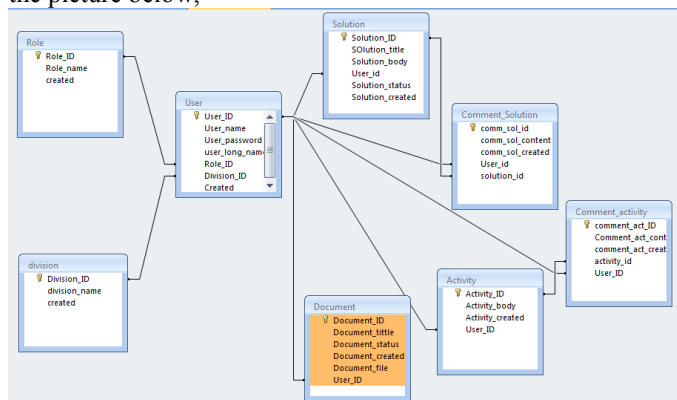 the picture below,
Role
Role_ID
Role_name
created
User
User_ID
User_name
User_password
user_long_name
Role_ID
Division_ID
Created
division
Division_ID
division_name
created
Solution
Solution_ID
SOlution_title
Solution_body
User_id
Solution_status
Solution_created
Comment_Solution
comm_sol_id
comm_sol_content
comm_sol_created
User_id
solution_id
Comment_activity
comment_act_ID
Comment_act_cont
comment_act_creat
activity_id
User_ID
Activity
Activity_ID
Activity_body
Activity_created
User_ID
Document
Document_ID
Document_tittle
Document_status
Document_created
Document_file
User_ID